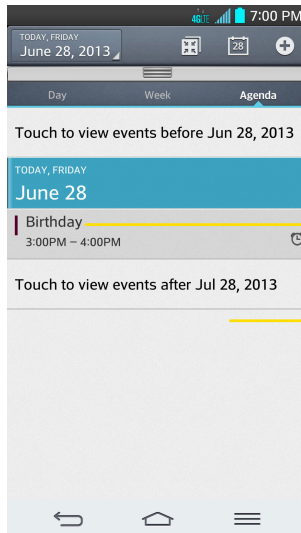 4G LTE 7:00 PM
TODAY, FRIDAY
June 28, 2013
28
Day Week Agenda
Touch to view events before Jun 28, 2013
TODAY, FRIDAY
June 28
Birthday
3:00PM – 4:00PM
Touch to view events after Jul 28, 2013